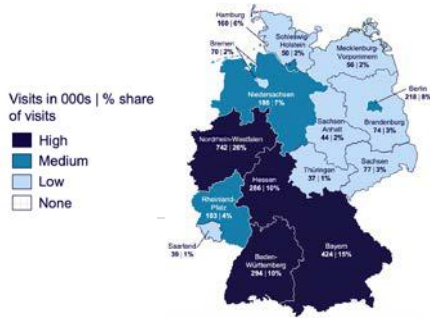 Hamburg
160 | 6%
Schleswig
Holstein
50 | 2%
Mecklenburg-
Vorpommern
56 | 2%
Bremen
70 | 2%
Berlin
218 | 8%
Niedersachsen
198 | 7%
Brandenburg
74 | 3%
Sachsen-
Anhalt
44 | 2%
Visits in 000s | % share
of visits
High
Medium
Low
None
Nordrhein-Westfalen
742 | 26%
Sachsen
77 | 3%
Thüringen
37 | 1%
Hessen
286 | 10%
Rheinland-
Pfalz
103 | 4%
Saarland
36 | 1%
Bayern
424 | 15%
Baden-
Württemberg
294 | 10%